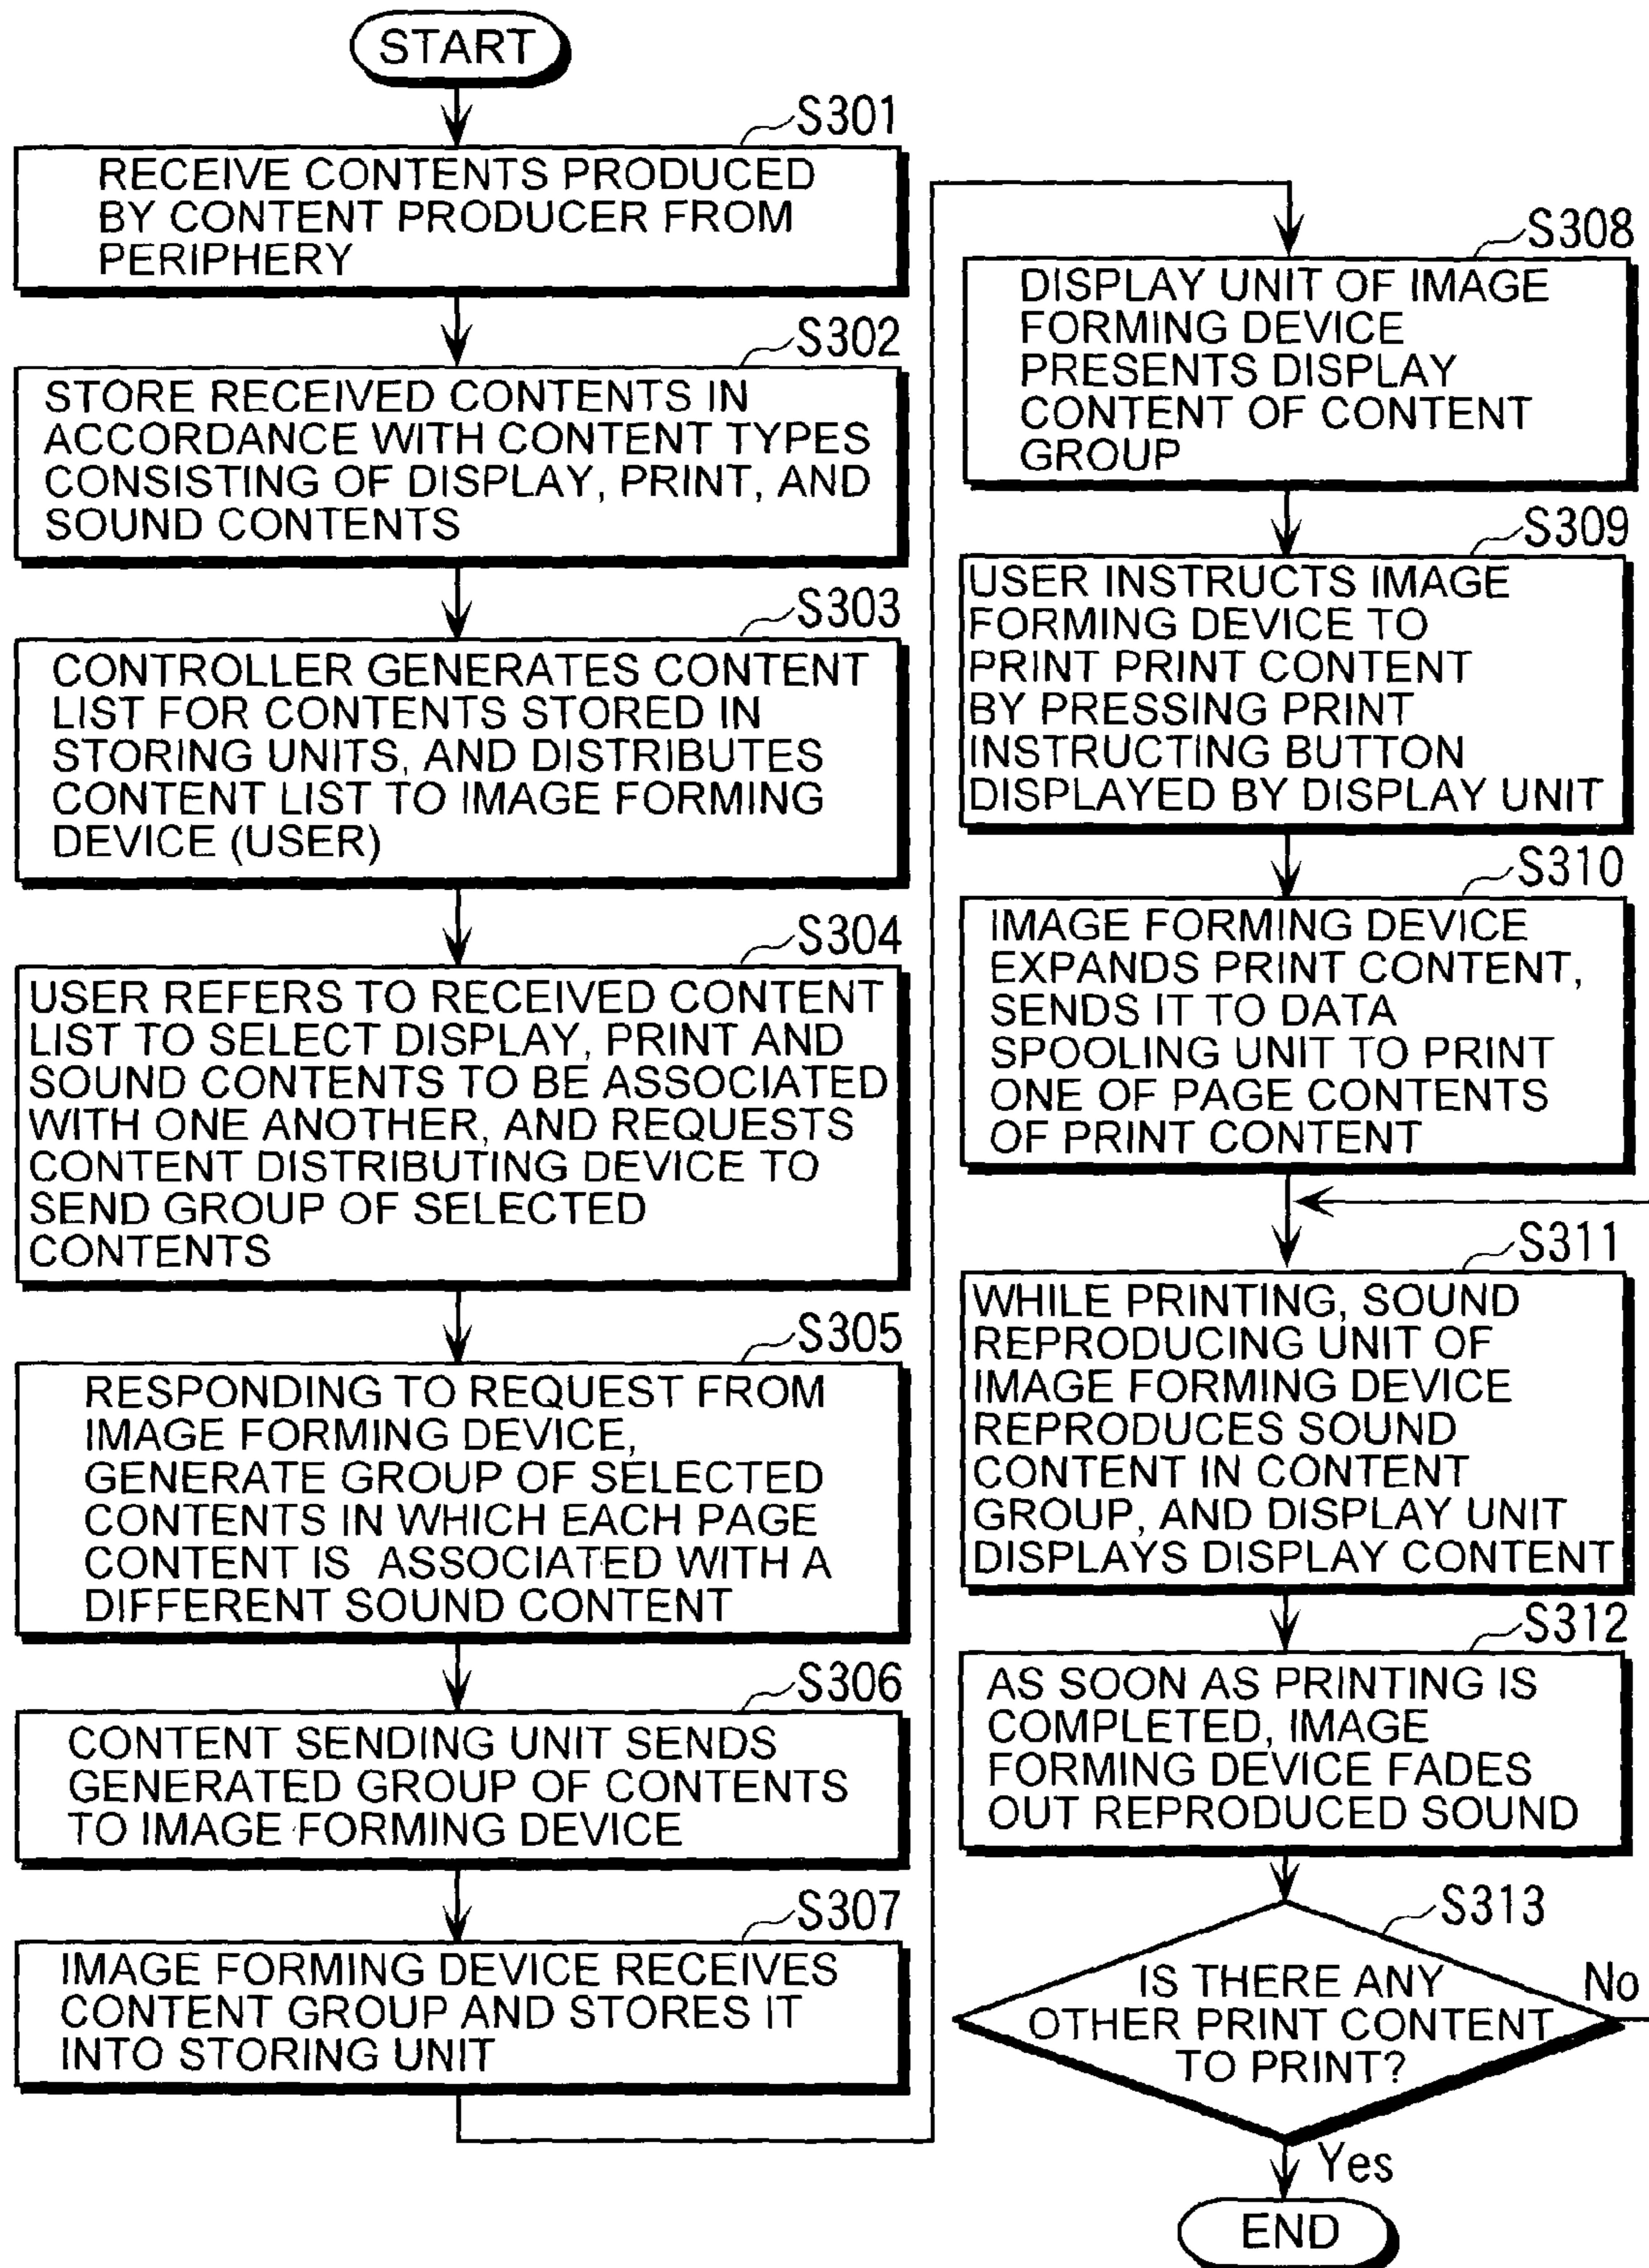 START
S301
RECEIVE CONTENTS PRODUCED
BY CONTENT PRODUCER FROM
PERIPHERY
S302
STORE RECEIVED CONTENTS IN
ACCORDANCE WITH CONTENT TYPES
CONSISTING OF DISPLAY, PRINT, AND
SOUND CONTENTS
S303
CONTROLLER GENERATES CONTENT
LIST FOR CONTENTS STORED IN
STORING UNITS, AND DISTRIBUTES
CONTENT LIST TO IMAGE FORMING
DEVICE (USER)
S304
USER REFERS TO RECEIVED CONTENT
LIST TO SELECT DISPLAY, PRINT AND
SOUND CONTENTS TO BE ASSOCIATED
WITH ONE ANOTHER, AND REQUESTS
CONTENT DISTRIBUTING DEVICE TO
SEND GROUP OF SELECTED
CONTENTS
S305
RESPONDING TO REQUEST FROM
IMAGE FORMING DEVICE,
GENERATE GROUP OF SELECTED
CONTENTS IN WHICH EACH PAGE
CONTENT IS ASSOCIATED WITH A
DIFFERENT SOUND CONTENT
S306
CONTENT SENDING UNIT SENDS
GENERATED GROUP OF CONTENTS
TO IMAGE FORMING DEVICE
S307
IMAGE FORMING DEVICE RECEIVES
CONTENT GROUP AND STORES IT
INTO STORING UNIT
S308
DISPLAY UNIT OF IMAGE
FORMING DEVICE
PRESENTS DISPLAY
CONTENT OF CONTENT
GROUP
S309
USER INSTRUCTS IMAGE
FORMING DEVICE TO
PRINT PRINT CONTENT
BY PRESSING PRINT
INSTRUCTING BUTTON
DISPLAYED BY DISPLAY UNIT
S310
IMAGE FORMING DEVICE
EXPANDS PRINT CONTENT,
SENDS IT TO DATA
SPOOLING UNIT TO PRINT
ONE OF PAGE CONTENTS
OF PRINT CONTENT
S311
WHILE PRINTING, SOUND
REPRODUCING UNIT OF
IMAGE FORMING DEVICE
REPRODUCES SOUND
CONTENT IN CONTENT
GROUP, AND DISPLAY UNIT
DISPLAYS DISPLAY CONTENT
S312
AS SOON AS PRINTING IS
COMPLETED, IMAGE
FORMING DEVICE FADES
OUT REPRODUCED SOUND
S313
IS THERE ANY
OTHER PRINT CONTENT
TO PRINT?
No
Yes
END